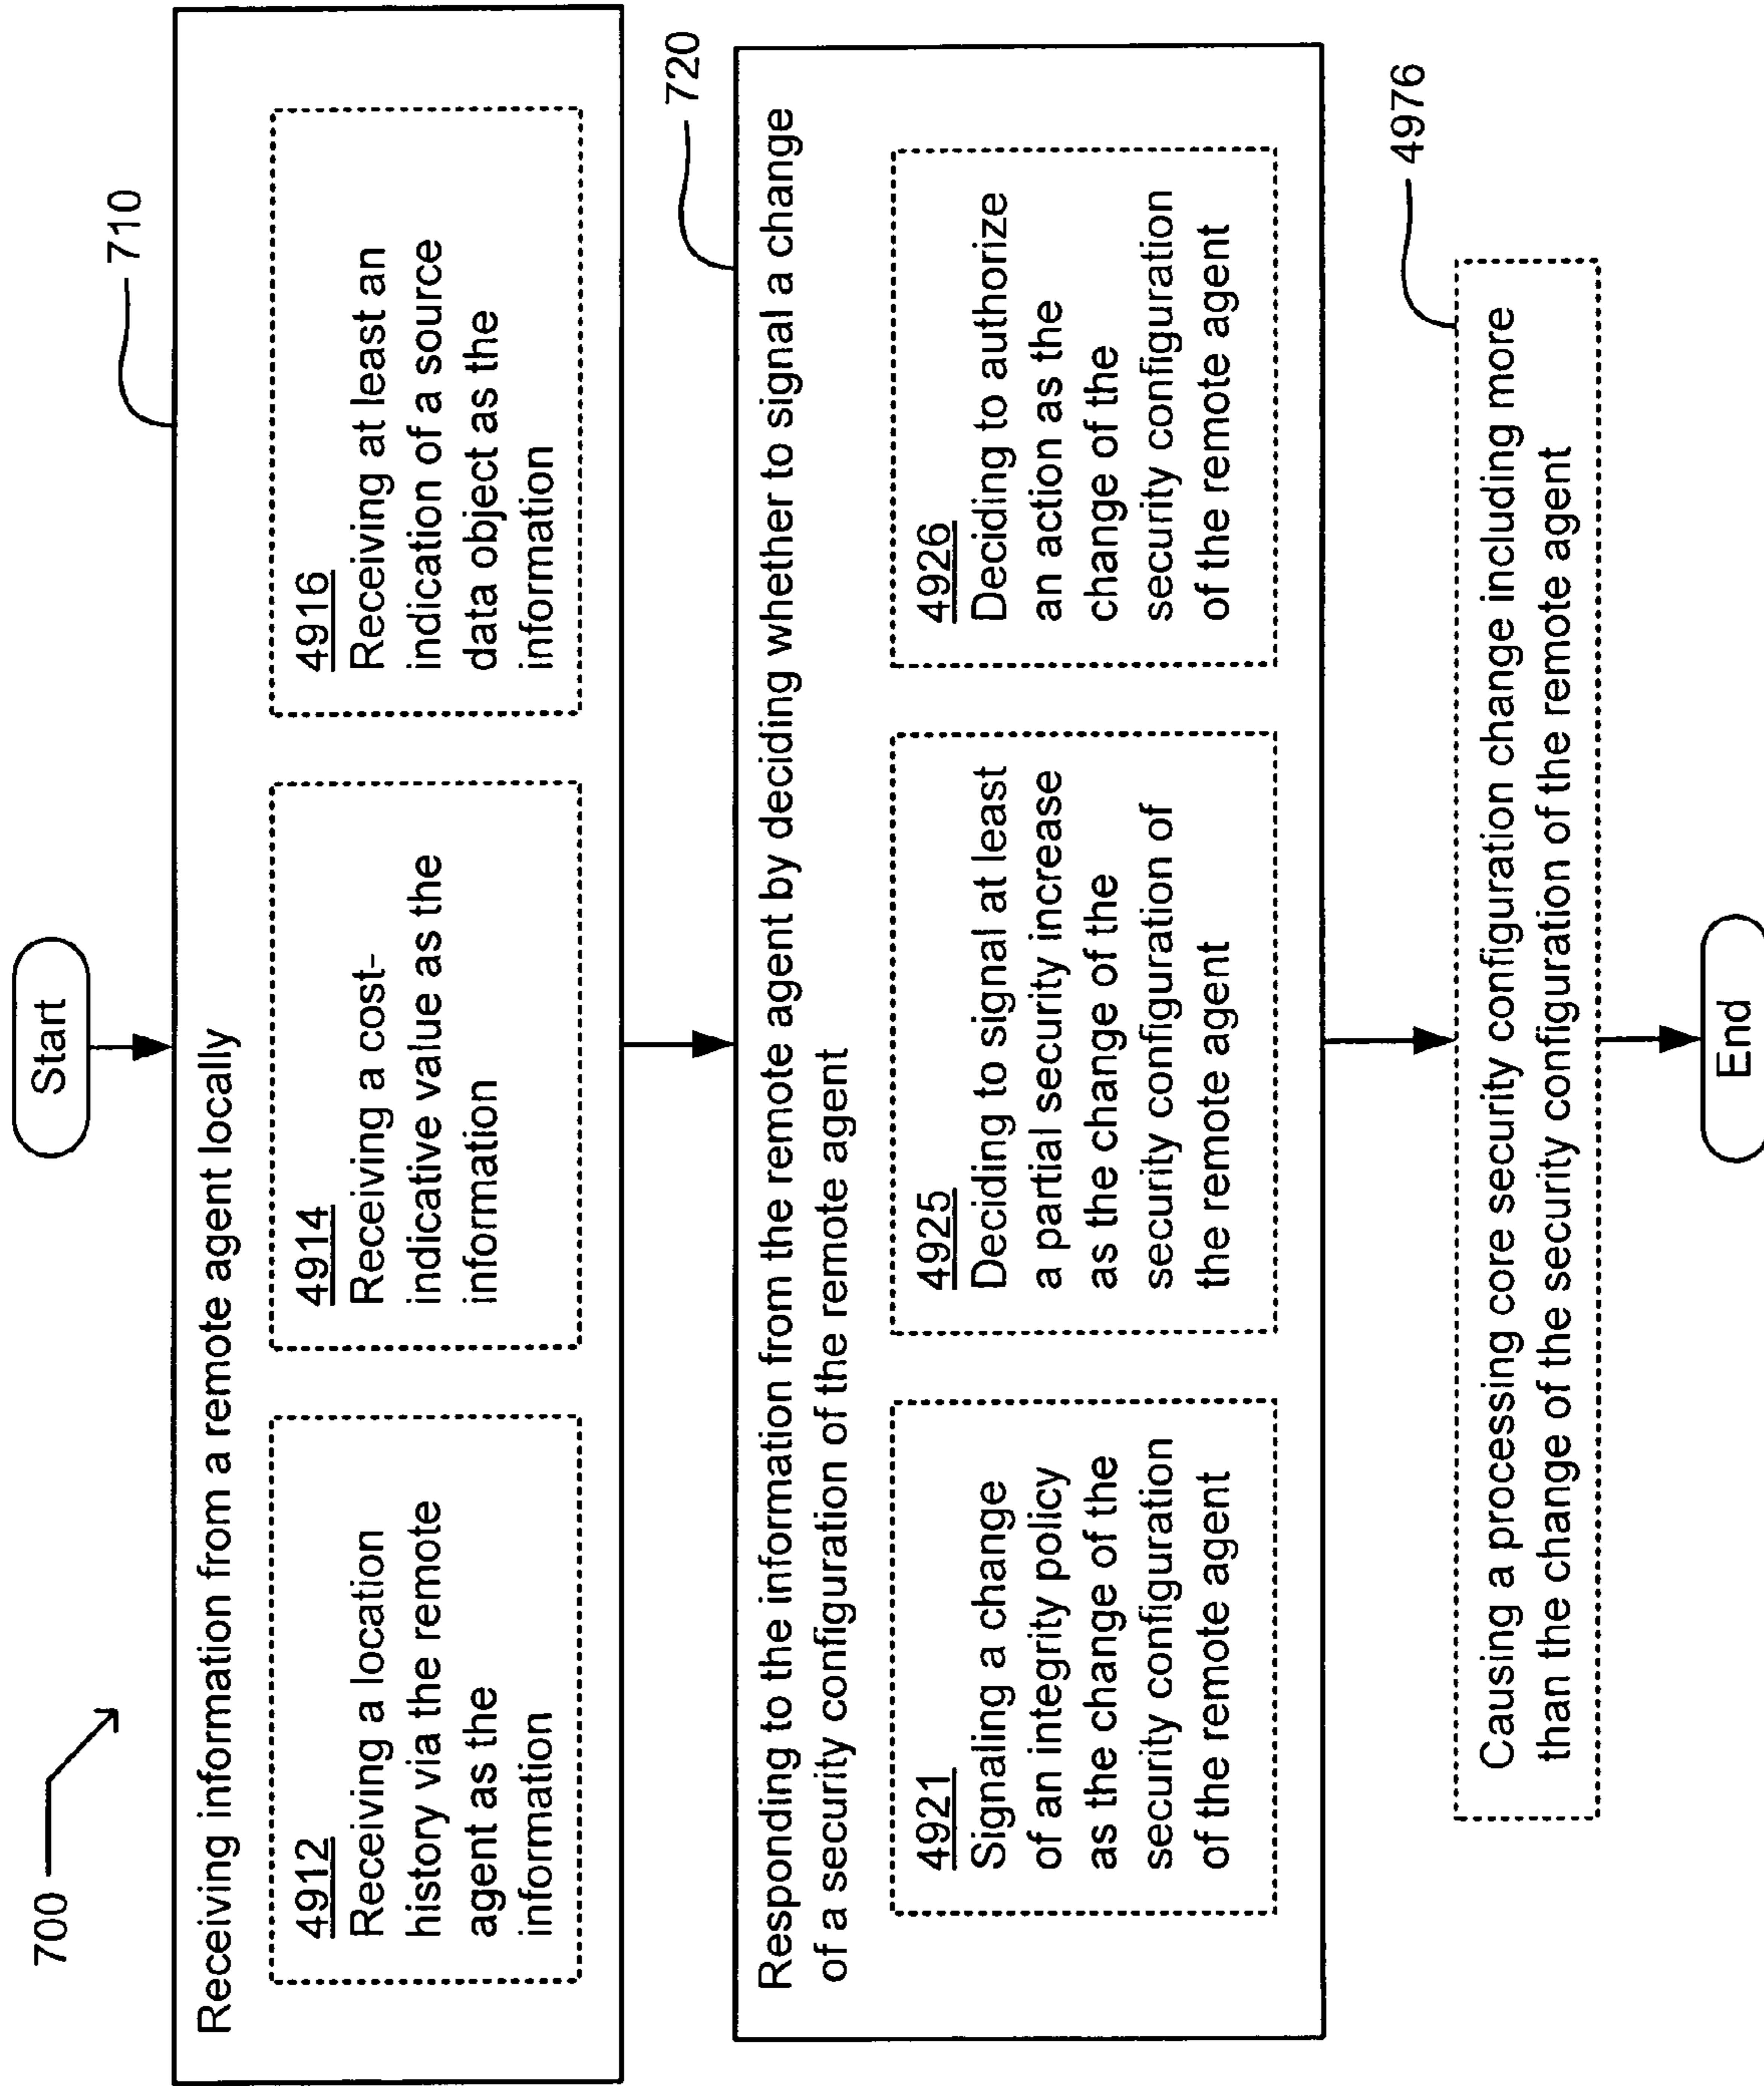 700
Start
710
Receiving information from a remote agent locally
4912
Receiving a location
history via the remote
agent as the
information
4914
Receiving a cost-
indicative value as the
information
4916
Receiving at least an
indication of a source
data object as the
information
720
Responding to the information from the remote agent by deciding whether to signal a change
of a security configuration of the remote agent
4921
Signaling a change
of an integrity policy
as the change of the
security configuration
of the remote agent
4925
Deciding to signal at least
a partial security increase
as the change of the
security configuration of
the remote agent
4926
Deciding to authorize
an action as the
change of the
security configuration
of the remote agent
4976
Causing a processing core security configuration change including more
than the change of the security configuration of the remote agent
End